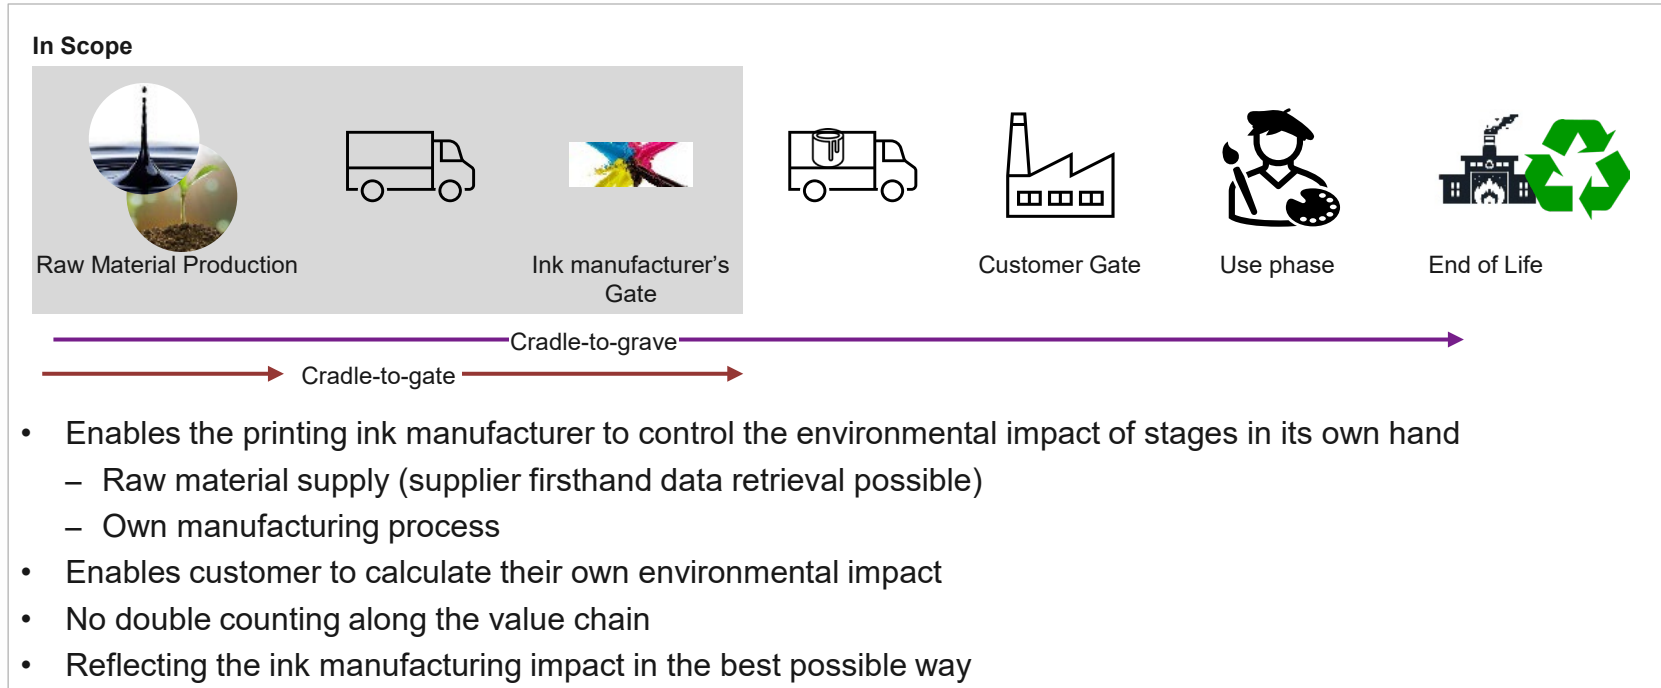 In Scope
Raw Material Production
Ink manufacturer’s
Gate
Customer Gate
Use phase
End of Life
Cradle-to-grave
Cradle-to-gate
• Enables the printing ink manufacturer to control the environmental impact of stages in its own hand
– Raw material supply (supplier firsthand data retrieval possible)
– Own manufacturing process
• Enables customer to calculate their own environmental impact
• No double counting along the value chain
• Reflecting the ink manufacturing impact in the best possible way